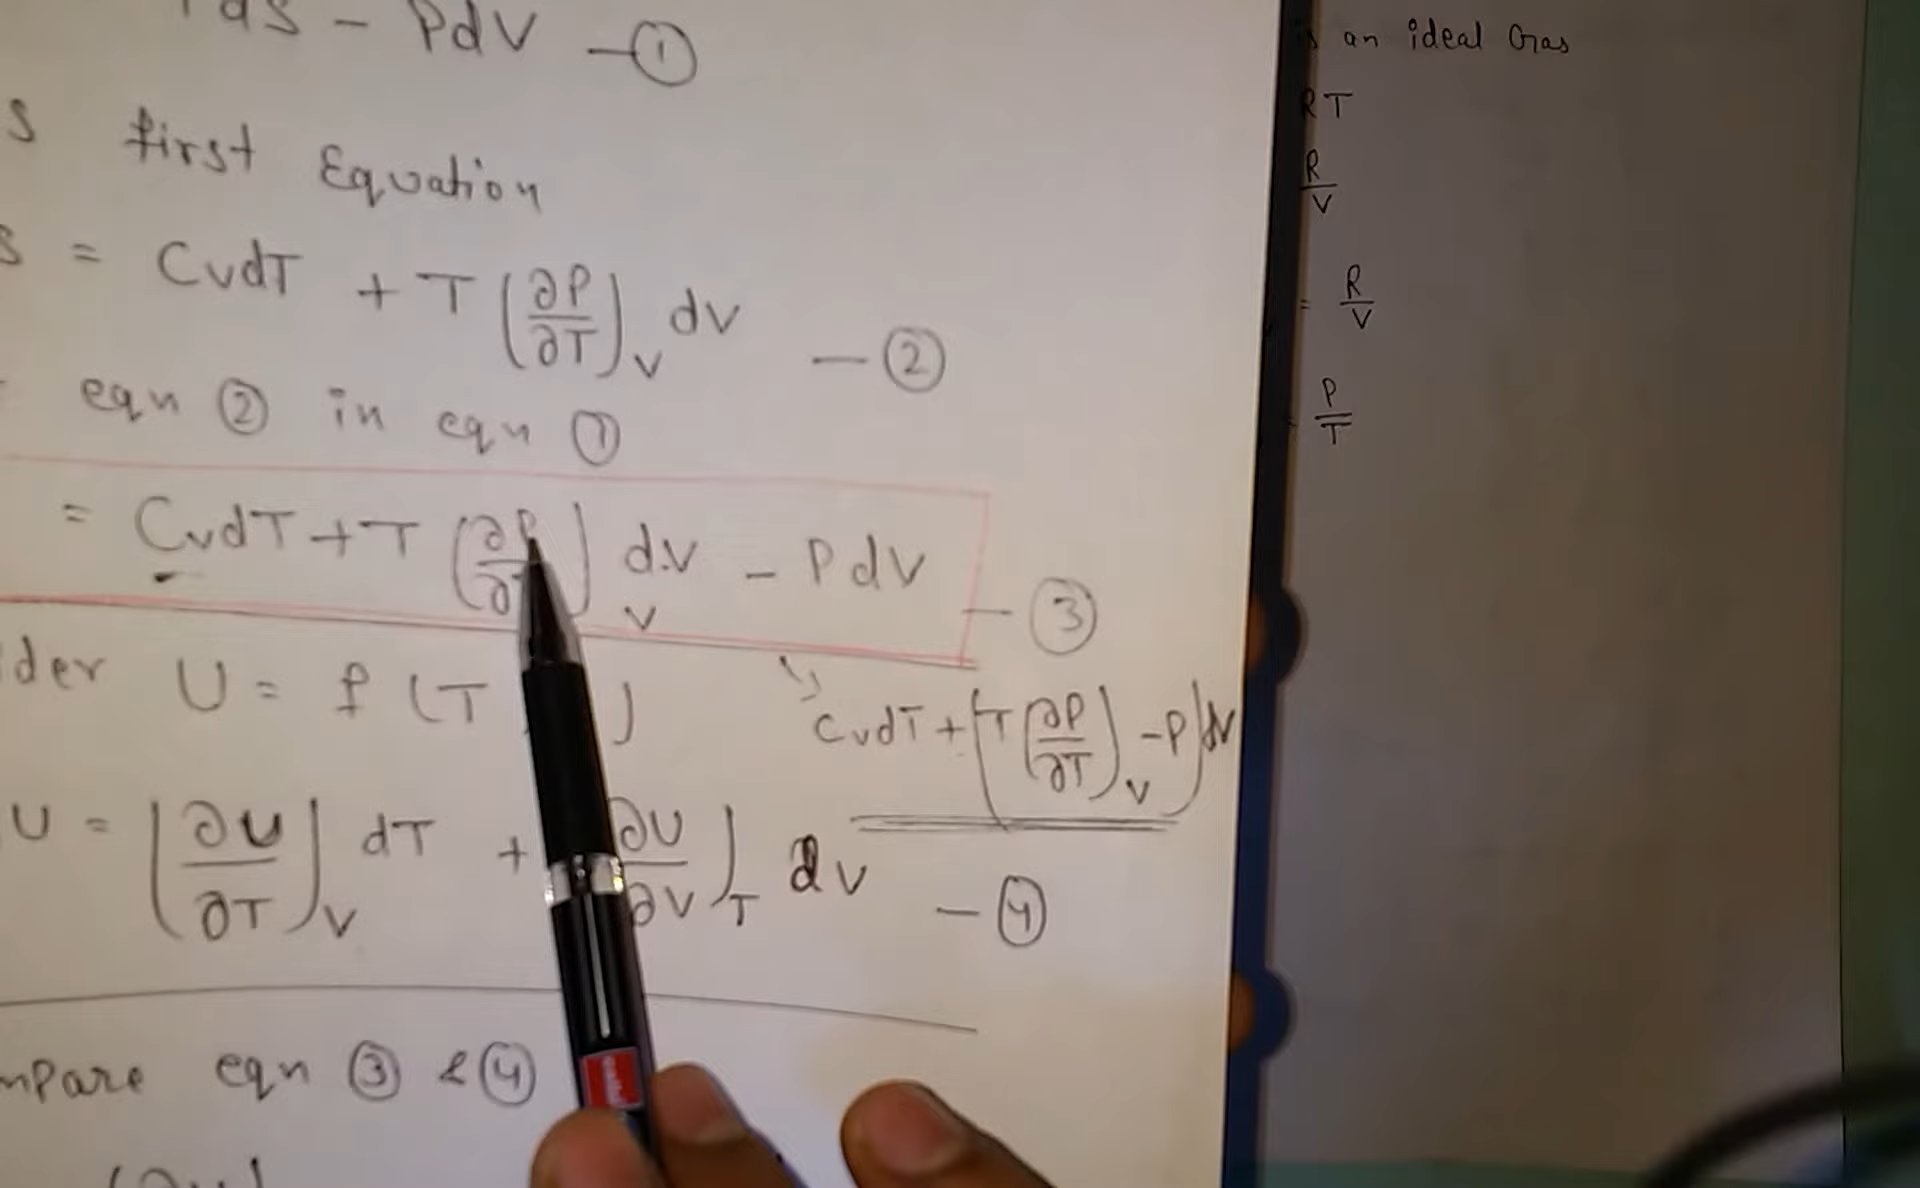 dS - PdV - ①
S first Equation
S = CvdT + T (∂P/∂T)V dV - ②
eqn ② in eqn ①
= CvdT + T (∂P/∂T)V dV - PdV - ③
der U = f (T )
CvdT + [T (∂P/∂T)V - P] dV
U = (∂U/∂T)V dT + (∂U/∂V)T dV - ④
mpare eqn ③ & ④
an ideal Gas
RT
R/V
= R/V
P/T